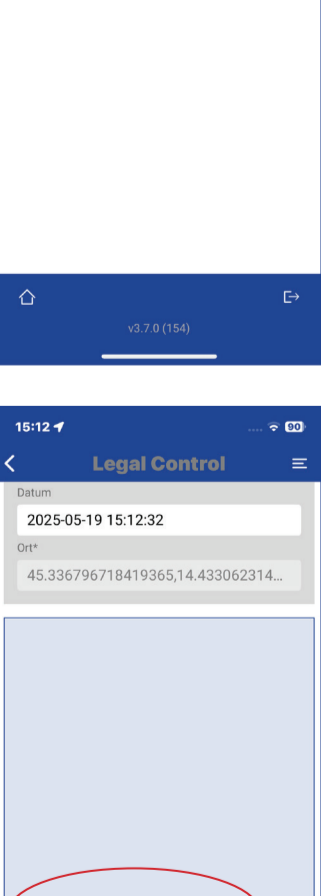 v3.7.0 (154)
15:12
90
Legal Control
Datum
2025-05-19 15:12:32
Ort*
45.336796718419365,14.433062314...